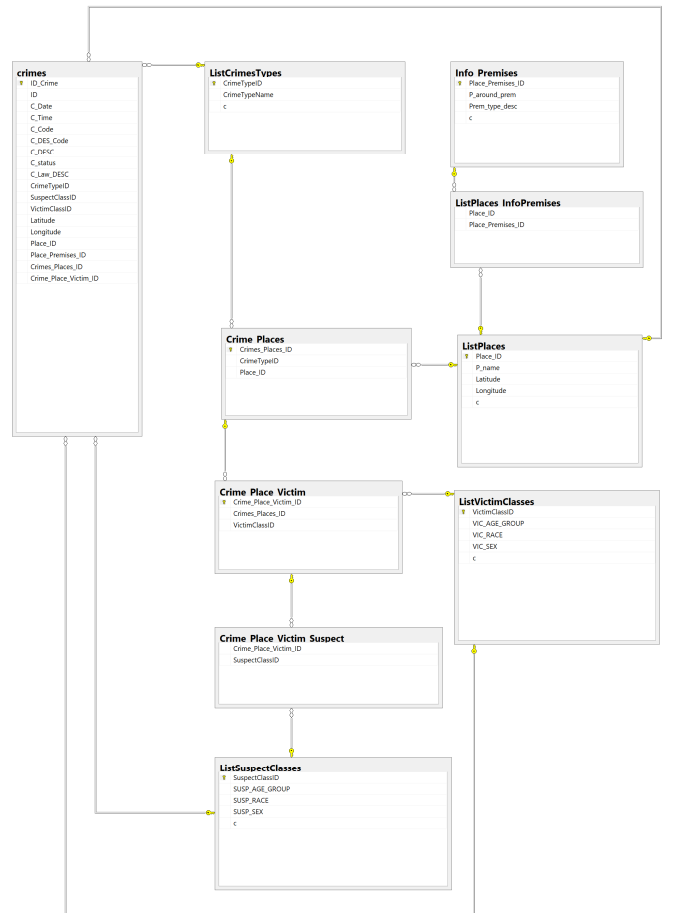 crimes
ID_Crime
ID
C_Date
C_Time
C_Code
C_DES_Code
C_DESC
C_status
C_Law_DESC
CrimeTypeID
SuspectClassID
VictimClassID
Latitude
Longitude
Place_ID
Place_Premises_ID
Crimes_Places_ID
Crime_Place_Victim_ID
ListCrimesTypes
CrimeTypeID
CrimeTypeName
c
Info_Premises
Place_Premises_ID
P_around_prem
Prem_type_desc
c
ListPlaces_InfoPremises
Place_ID
Place_Premises_ID
Crime_Places
Crimes_Places_ID
CrimeTypeID
Place_ID
ListPlaces
Place_ID
P_name
Latitude
Longitude
c
Crime_Place_Victim
Crime_Place_Victim_ID
Crimes_Places_ID
VictimClassID
ListVictimClasses
VictimClassID
VIC_AGE_GROUP
VIC_RACE
VIC_SEX
c
Crime_Place_Victim_Suspect
Crime_Place_Victim_ID
SuspectClassID
ListSuspectClasses
SuspectClassID
SUSP_AGE_GROUP
SUSP_RACE
SUSP_SEX
c